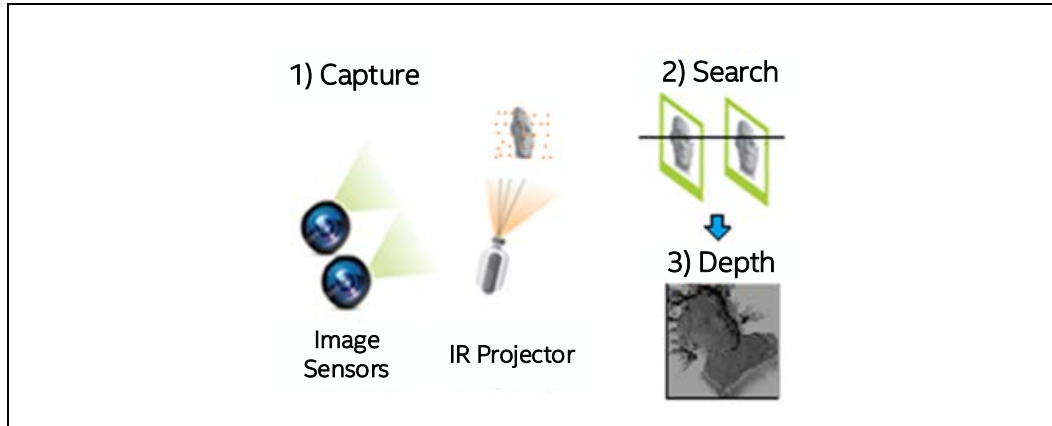 1) Capture
Image
Sensors
IR Projector
2) Search
3) Depth